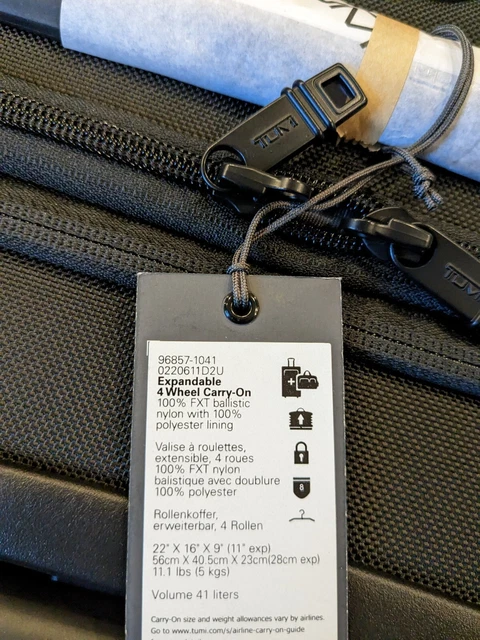 TUMI
TUMI
96857-1041
0220611D2U
Expandable
4 Wheel Carry-On
100% FXT ballistic
nylon with 100%
polyester lining
Valise à roulettes,
extensible, 4 roues
100% FXT nylon
balistique avec doublure
100% polyester
8
Rollenkoffer,
erweiterbar, 4 Rollen
22" X 16" X 9" (11" exp)
56cm X 40.5cm X 23cm(28cm exp)
11.1 lbs (5 kgs)
Volume 41 liters
Carry-On size and weight allowances vary by airlines.
Go to www.tumi.com/s/airline-carry-on-guide